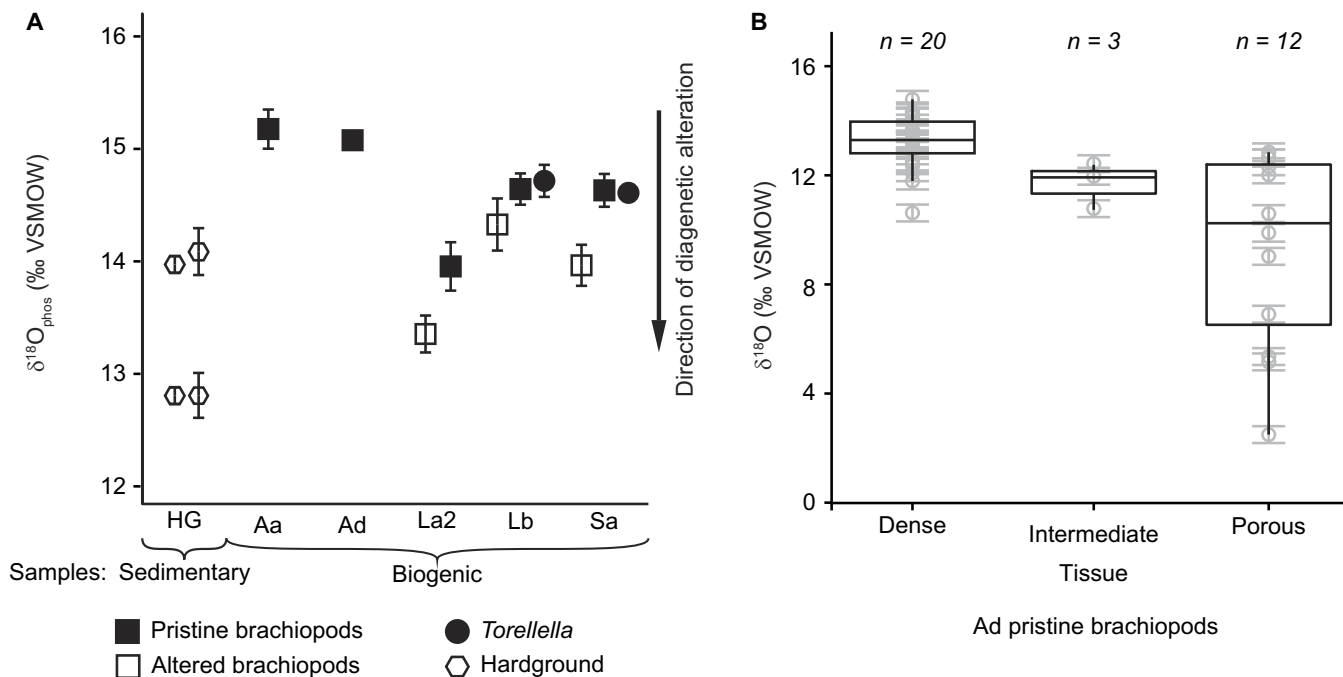 A
16
15
14
13
12
δ¹⁸Ophos (‰ VSMOW)
HG
Aa
Ad
La2
Lb
Sa
Samples: Sedimentary
Biogenic
Direction of diagenetic alteration
Pristine brachiopods
Torellella
Altered brachiopods
Hardground
B
n = 20
n = 3
n = 12
16
12
8
4
0
δ¹⁸O (‰ VSMOW)
Dense
Intermediate
Porous
Tissue
Ad pristine brachiopods